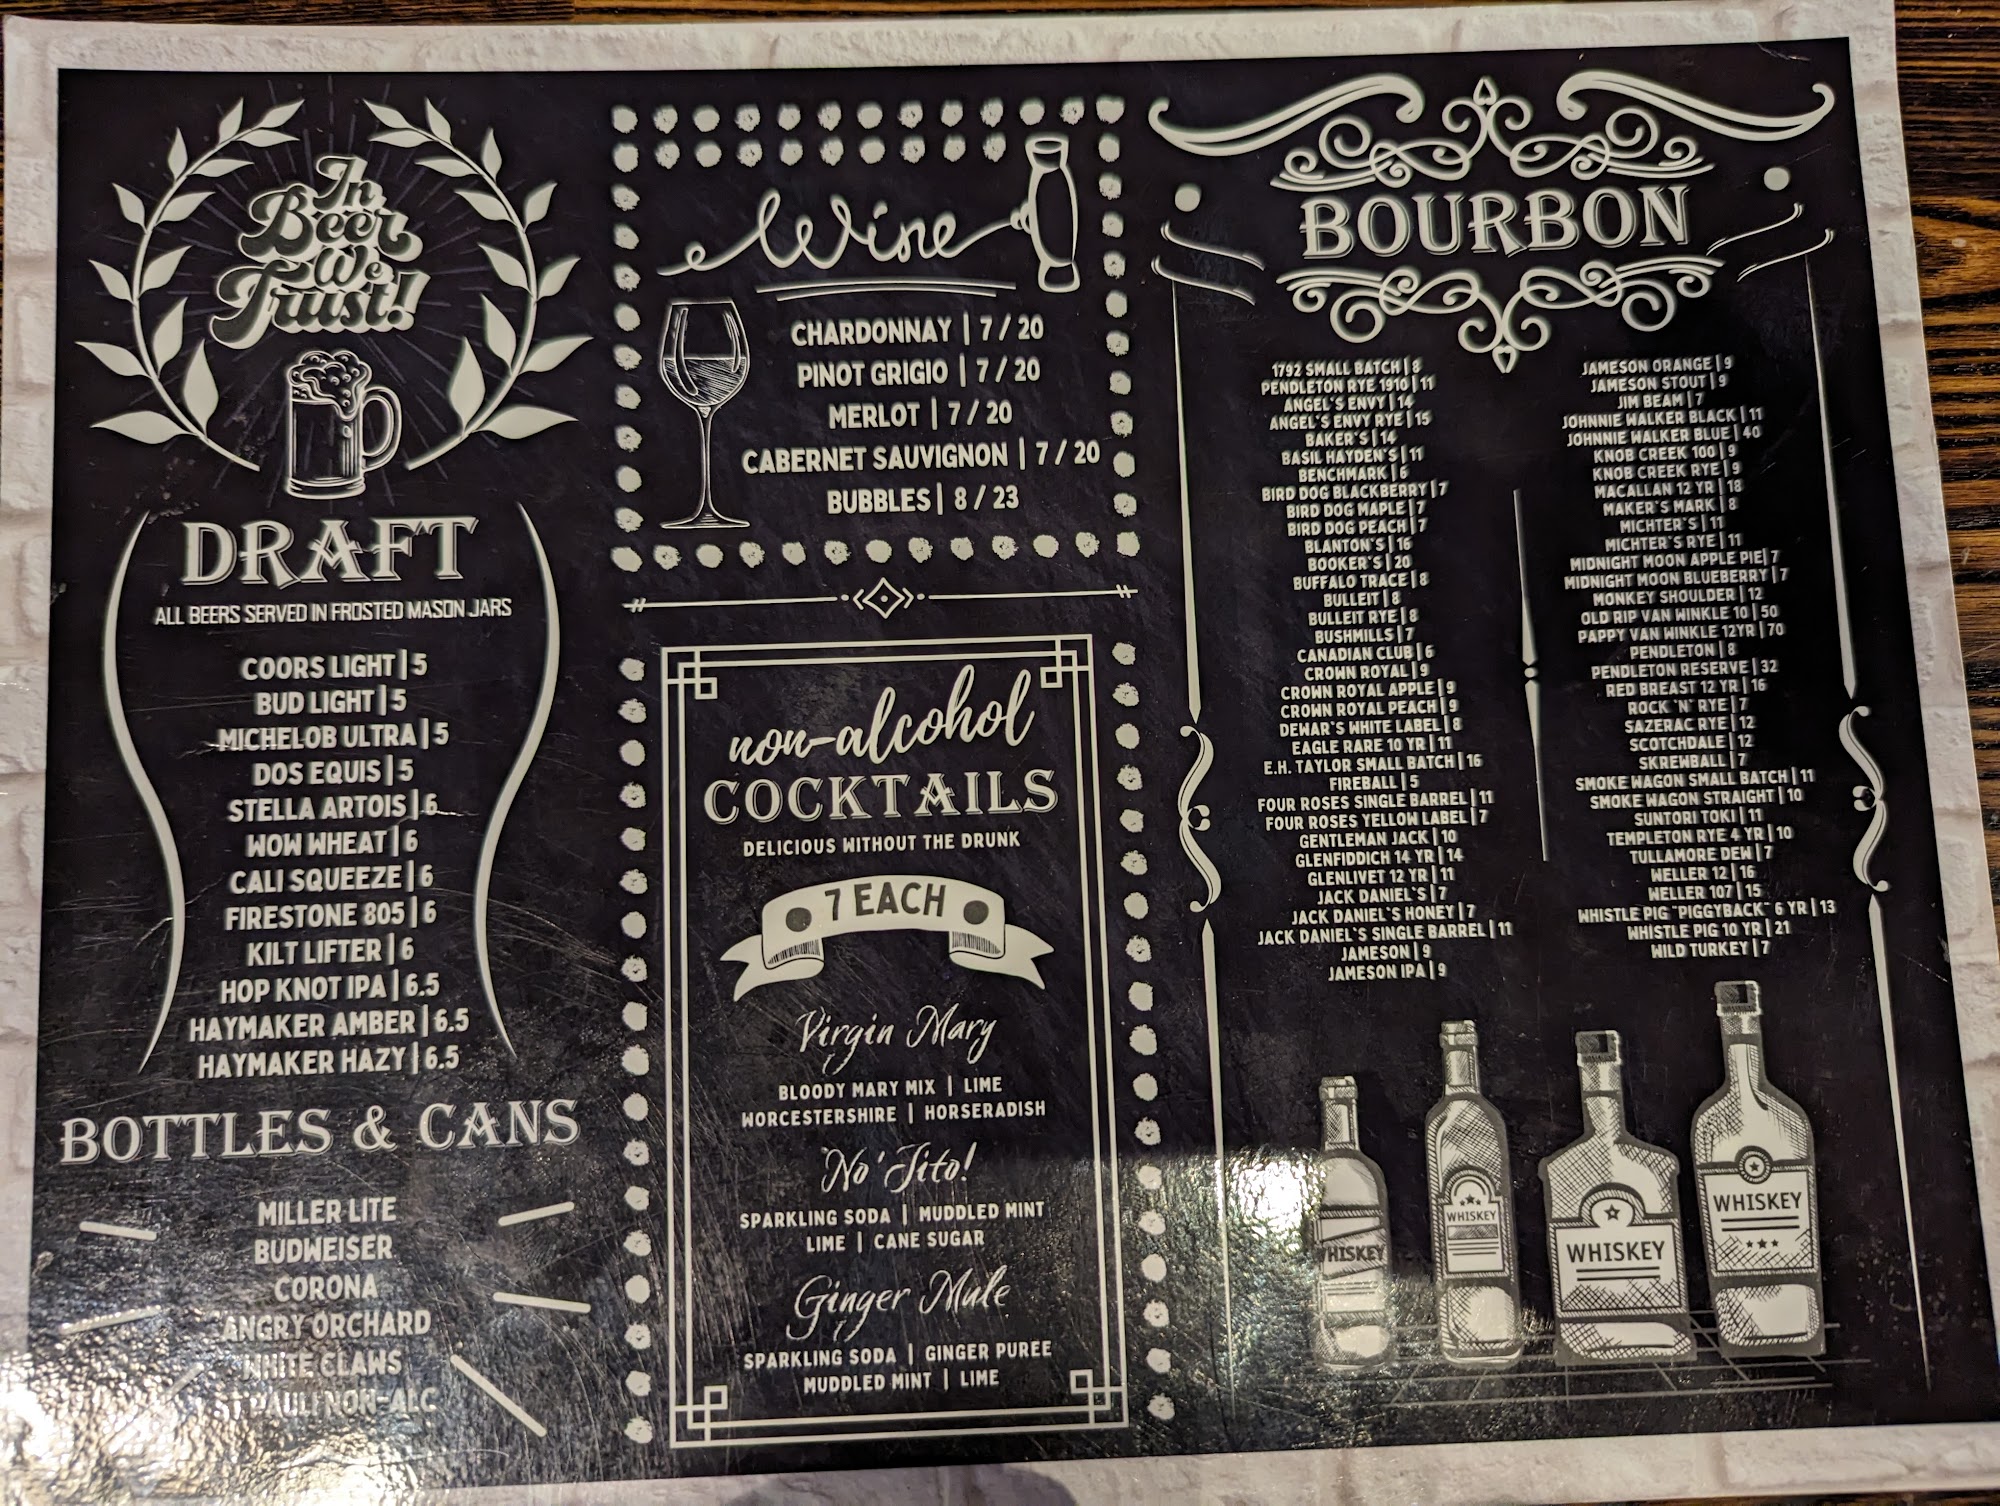 In
Beer
We
Trust!
DRAFT
ALL BEERS SERVED IN FROSTED MASON JARS
COORS LIGHT | 5
BUD LIGHT | 5
MICHELOB ULTRA | 5
DOS EQUIS | 5
STELLA ARTOIS | 6
WOW WHEAT | 6
CALI SQUEEZE | 6
FIRESTONE 805 | 6
KILT LIFTER | 6
HOP KNOT IPA | 6.5
HAYMAKER AMBER | 6.5
HAYMAKER HAZY | 6.5
BOTTLES & CANS
MILLER LITE
BUDWEISER
CORONA
ANGRY ORCHARD
WHITE CLAWS
ST PAULI NON-ALC
Wine
CHARDONNAY | 7 / 20
PINOT GRIGIO | 7 / 20
MERLOT | 7 / 20
CABERNET SAUVIGNON | 7 / 20
BUBBLES | 8 / 23
non-alcohol
COCKTAILS
DELICIOUS WITHOUT THE DRUNK
7 EACH
Virgin Mary
BLOODY MARY MIX | LIME
WORCESTERSHIRE | HORSERADISH
No'Jito!
SPARKLING SODA | MUDDLED MINT
LIME | CANE SUGAR
Ginger Mule
SPARKLING SODA | GINGER PUREE
MUDDLED MINT | LIME
BOURBON
1792 SMALL BATCH | 8
PENDLETON RYE 1910 | 11
ANGEL'S ENVY | 14
ANGEL'S ENVY RYE | 15
BAKER'S | 14
BASIL HAYDEN'S | 11
BENCHMARK | 6
BIRD DOG BLACKBERRY | 7
BIRD DOG MAPLE | 7
BIRD DOG PEACH | 7
BLANTON'S | 16
BOOKER'S | 20
BUFFALO TRACE | 8
BULLEIT | 8
BULLEIT RYE | 8
BUSHMILLS | 7
CANADIAN CLUB | 6
CROWN ROYAL | 9
CROWN ROYAL APPLE | 9
CROWN ROYAL PEACH | 9
DEWAR'S WHITE LABEL | 8
EAGLE RARE 10 YR | 11
E.H. TAYLOR SMALL BATCH | 16
FIREBALL | 5
FOUR ROSES SINGLE BARREL | 11
FOUR ROSES YELLOW LABEL | 7
GENTLEMAN JACK | 10
GLENFIDDICH 14 YR | 14
GLENLIVET 12 YR | 11
JACK DANIEL'S | 7
JACK DANIEL'S HONEY | 7
JACK DANIEL'S SINGLE BARREL | 11
JAMESON | 9
JAMESON IPA | 9
JAMESON ORANGE | 9
JAMESON STOUT | 9
JIM BEAM | 7
JOHNNIE WALKER BLACK | 11
JOHNNIE WALKER BLUE | 40
KNOB CREEK 100 | 9
KNOB CREEK RYE | 9
MACALLAN 12 YR | 18
MAKER'S MARK | 8
MICHTER'S | 11
MICHTER'S RYE | 11
MIDNIGHT MOON APPLE PIE | 7
MIDNIGHT MOON BLUEBERRY | 7
MONKEY SHOULDER | 12
OLD RIP VAN WINKLE 10 | 50
PAPPY VAN WINKLE 12YR | 70
PENDLETON | 8
PENDLETON RESERVE | 32
RED BREAST 12 YR | 16
ROCK 'N' RYE | 7
SAZERAC RYE | 12
SCOTCHDALE | 12
SKREWBALL | 7
SMOKE WAGON SMALL BATCH | 11
SMOKE WAGON STRAIGHT | 10
SUNTORI TOKI | 11
TEMPLETON RYE 4 YR | 10
TULLAMORE DEW | 7
WELLER 12 | 16
WELLER 107 | 15
WHISTLE PIG "PIGGYBACK" 6 YR | 13
WHISTLE PIG 10 YR | 21
WILD TURKEY | 7
WHISKEY
WHISKEY
WHISKEY
WHISKEY